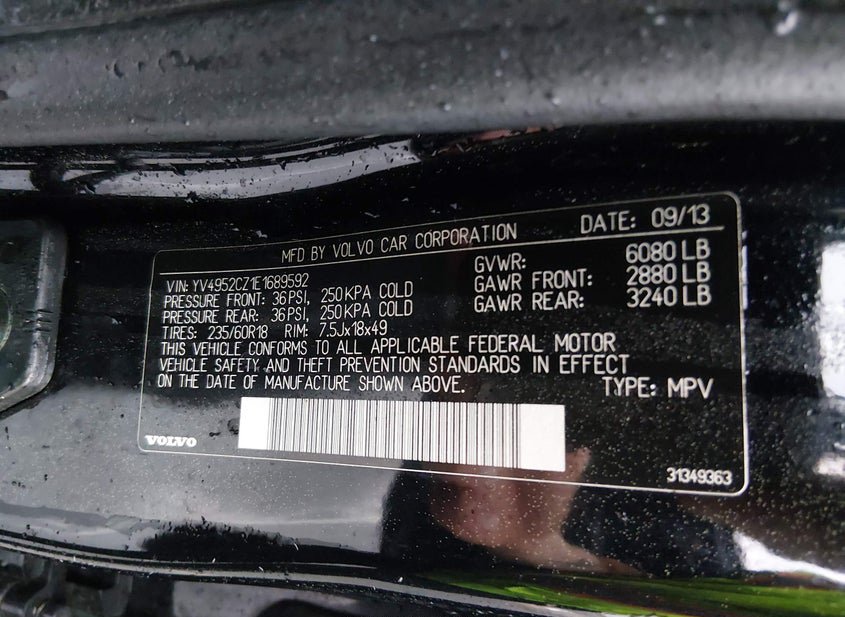 MFD BY VOLVO CAR CORPORATION DATE: 09/13
VIN: YV4952CZ1E1689592
PRESSURE FRONT: 36 PSI, 250 KPA COLD
PRESSURE REAR: 36 PSI, 250 KPA COLD
TIRES: 235/60R18 RIM: 7.5Jx18x49
GVWR: 6080 LB
GAWR FRONT: 2880 LB
GAWR REAR: 3240 LB
THIS VEHICLE CONFORMS TO ALL APPLICABLE FEDERAL MOTOR
VEHICLE SAFETY AND THEFT PREVENTION STANDARDS IN EFFECT
ON THE DATE OF MANUFACTURE SHOWN ABOVE. TYPE: MPV
VOLVO
31349363